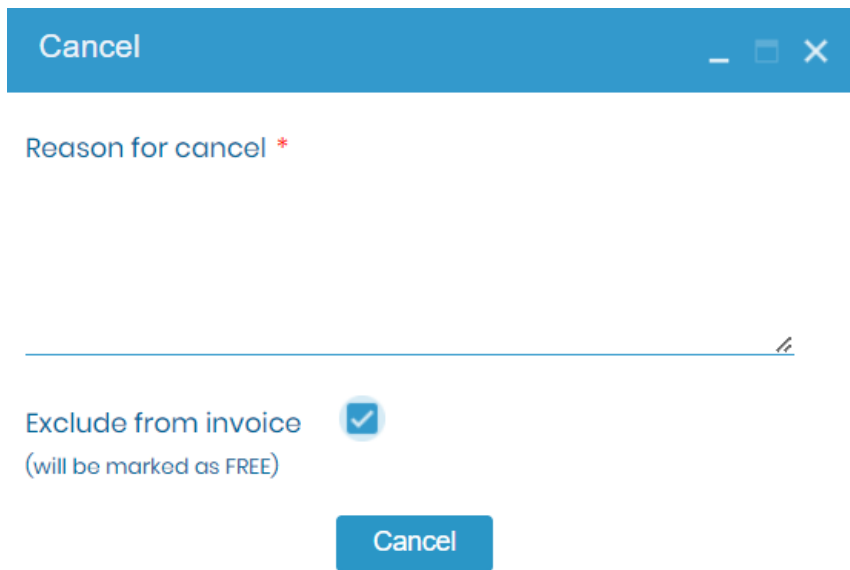 Cancel
Reason for cancel *
Exclude from invoice
(will be marked as FREE)
Cancel